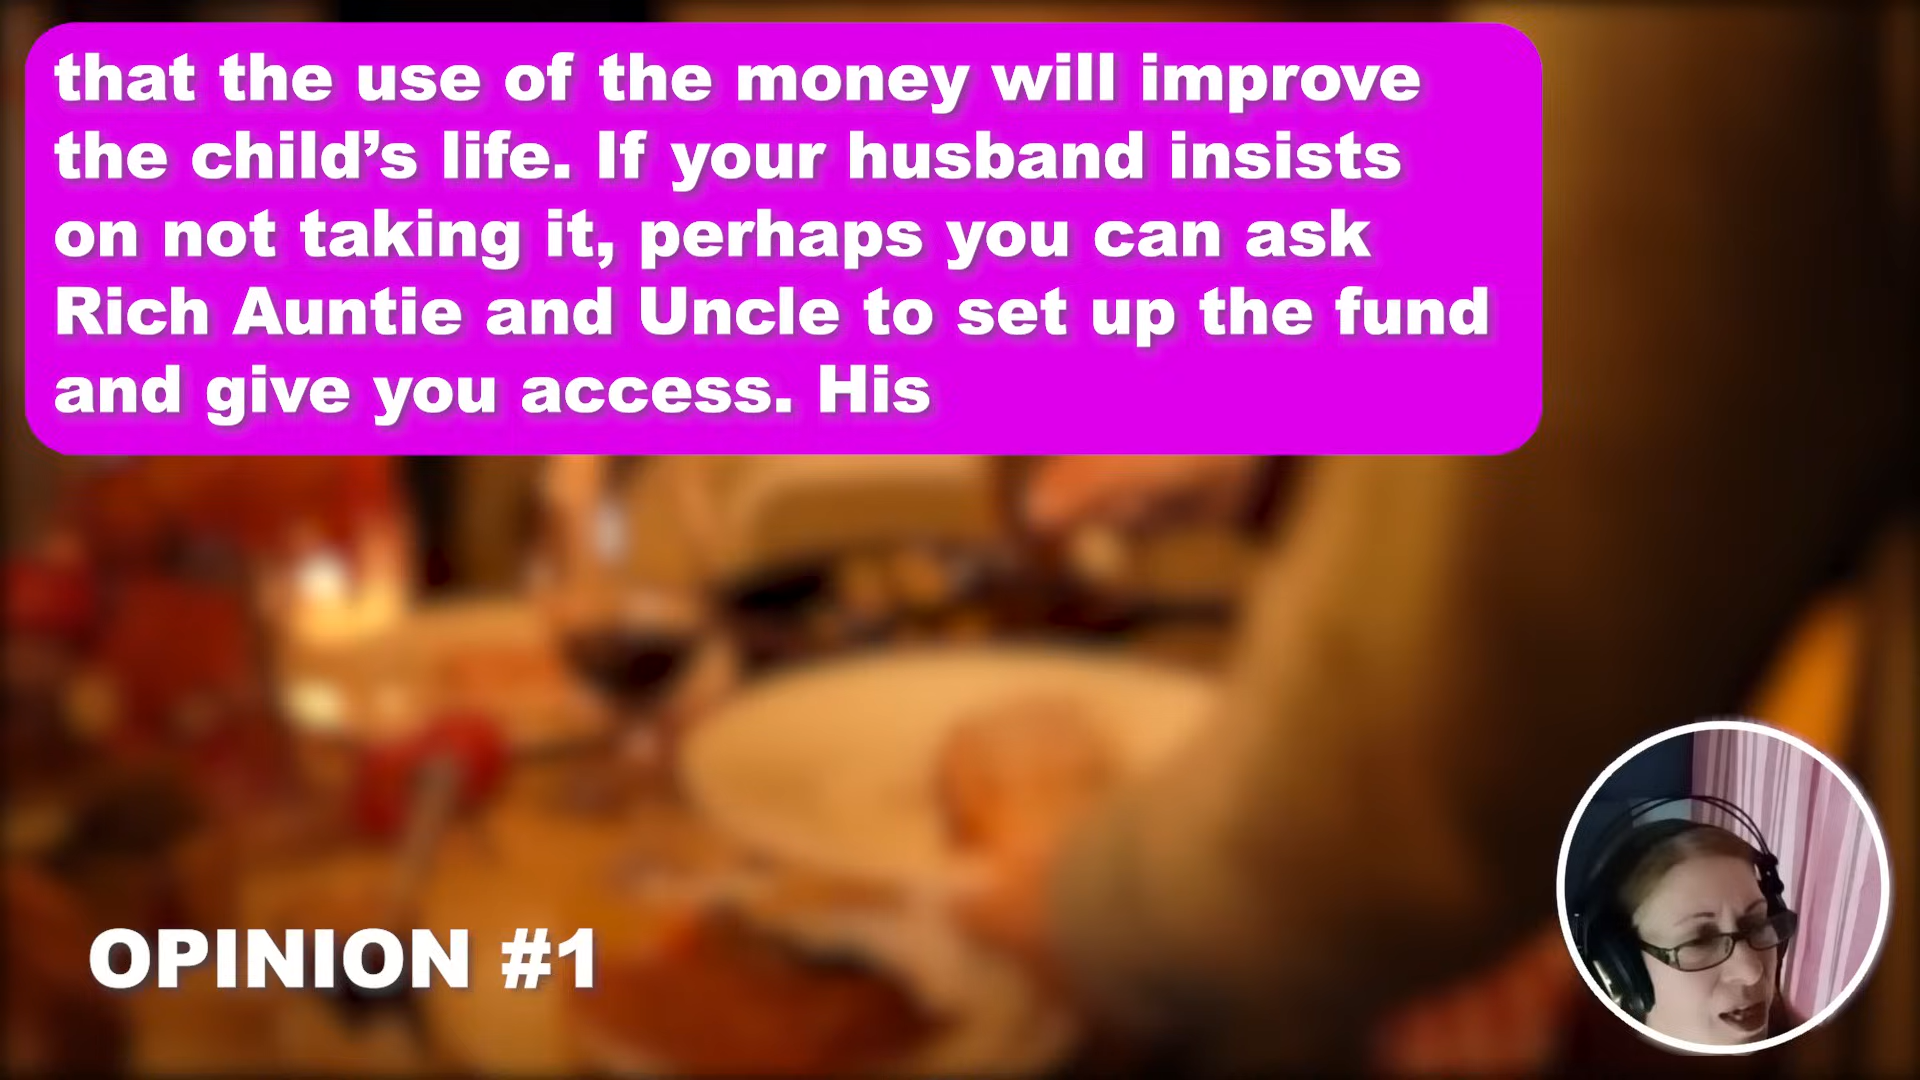 that the use of the money will improve
the child’s life. If your husband insists
on not taking it, perhaps you can ask
Rich Auntie and Uncle to set up the fund
and give you access. His
OPINION #1